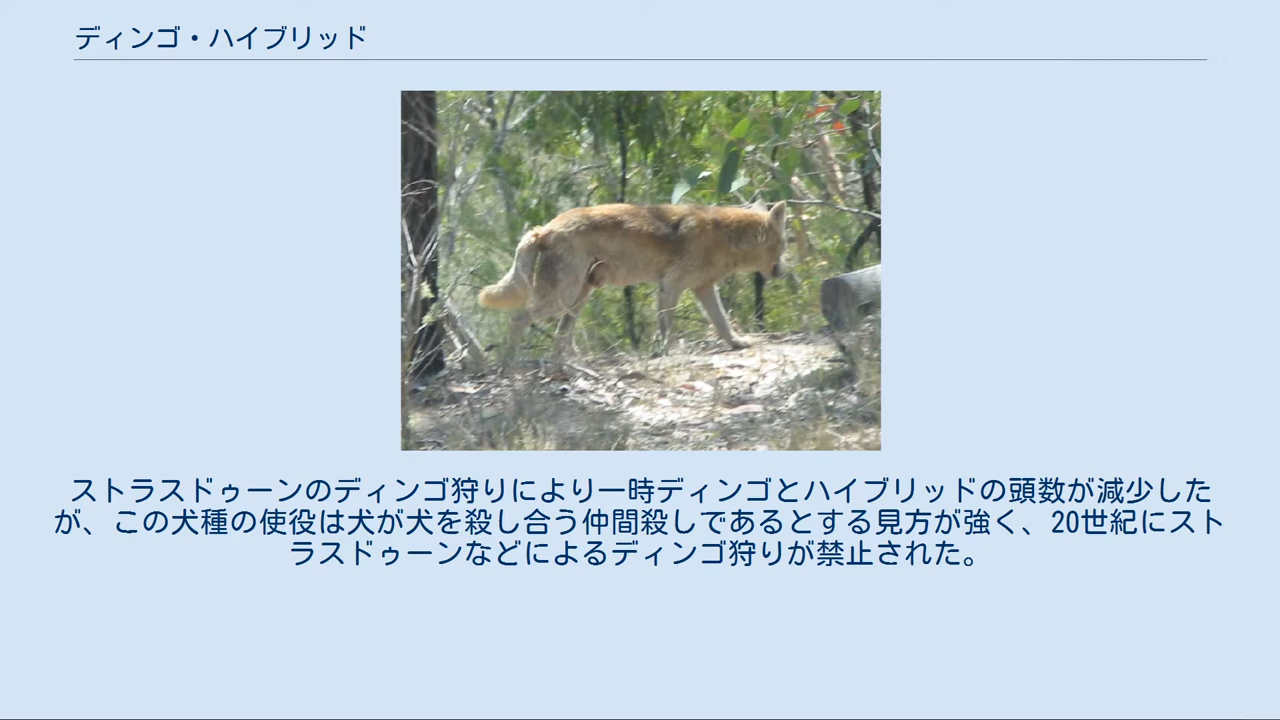 ディンゴ・ハイブリッド
ストラスドゥーンのディンゴ狩りにより一時ディンゴとハイブリッドの頭数が減少した
が、この犬種の使役は犬が犬を殺し合う仲間殺しであるとする見方が強く、20世紀にスト
ラスドゥーンなどによるディンゴ狩りが禁止された。